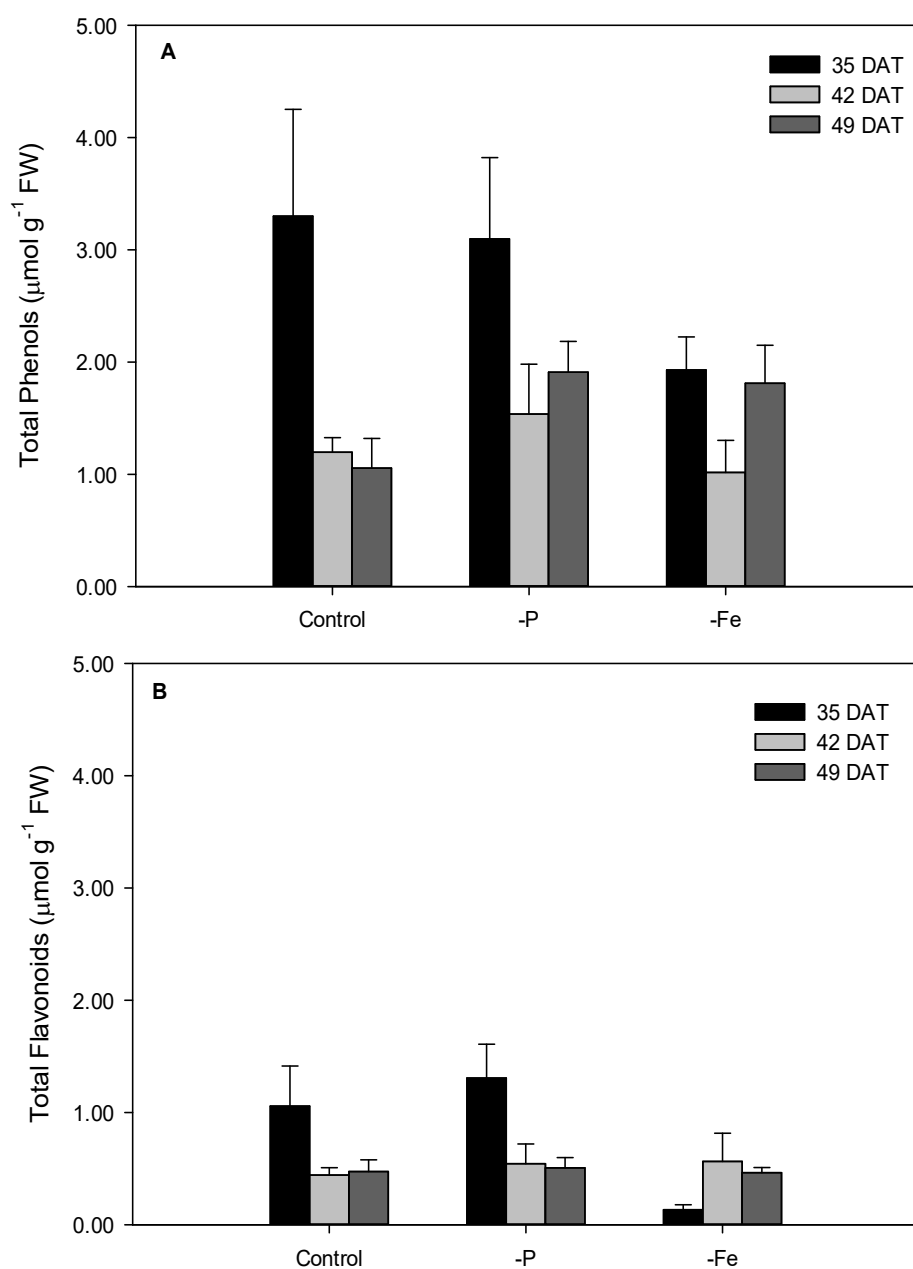 A
35 DAT
42 DAT
49 DAT
Total Phenols (μmol g⁻¹ FW)
5.00
4.00
3.00
2.00
1.00
0.00
Control -P -Fe
B
35 DAT
42 DAT
49 DAT
Total Flavonoids (μmol g⁻¹ FW)
5.00
4.00
3.00
2.00
1.00
0.00
Control -P -Fe